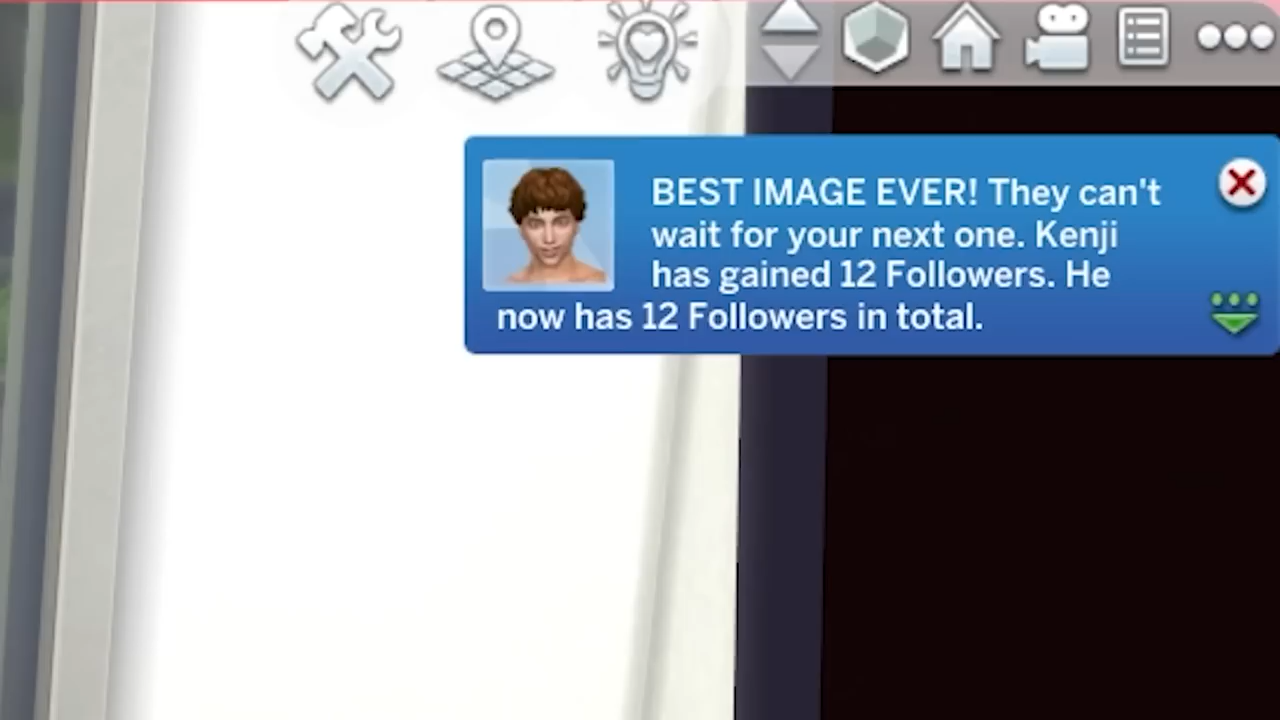 BEST IMAGE EVER! They can't
wait for your next one. Kenji
has gained 12 Followers. He
now has 12 Followers in total.